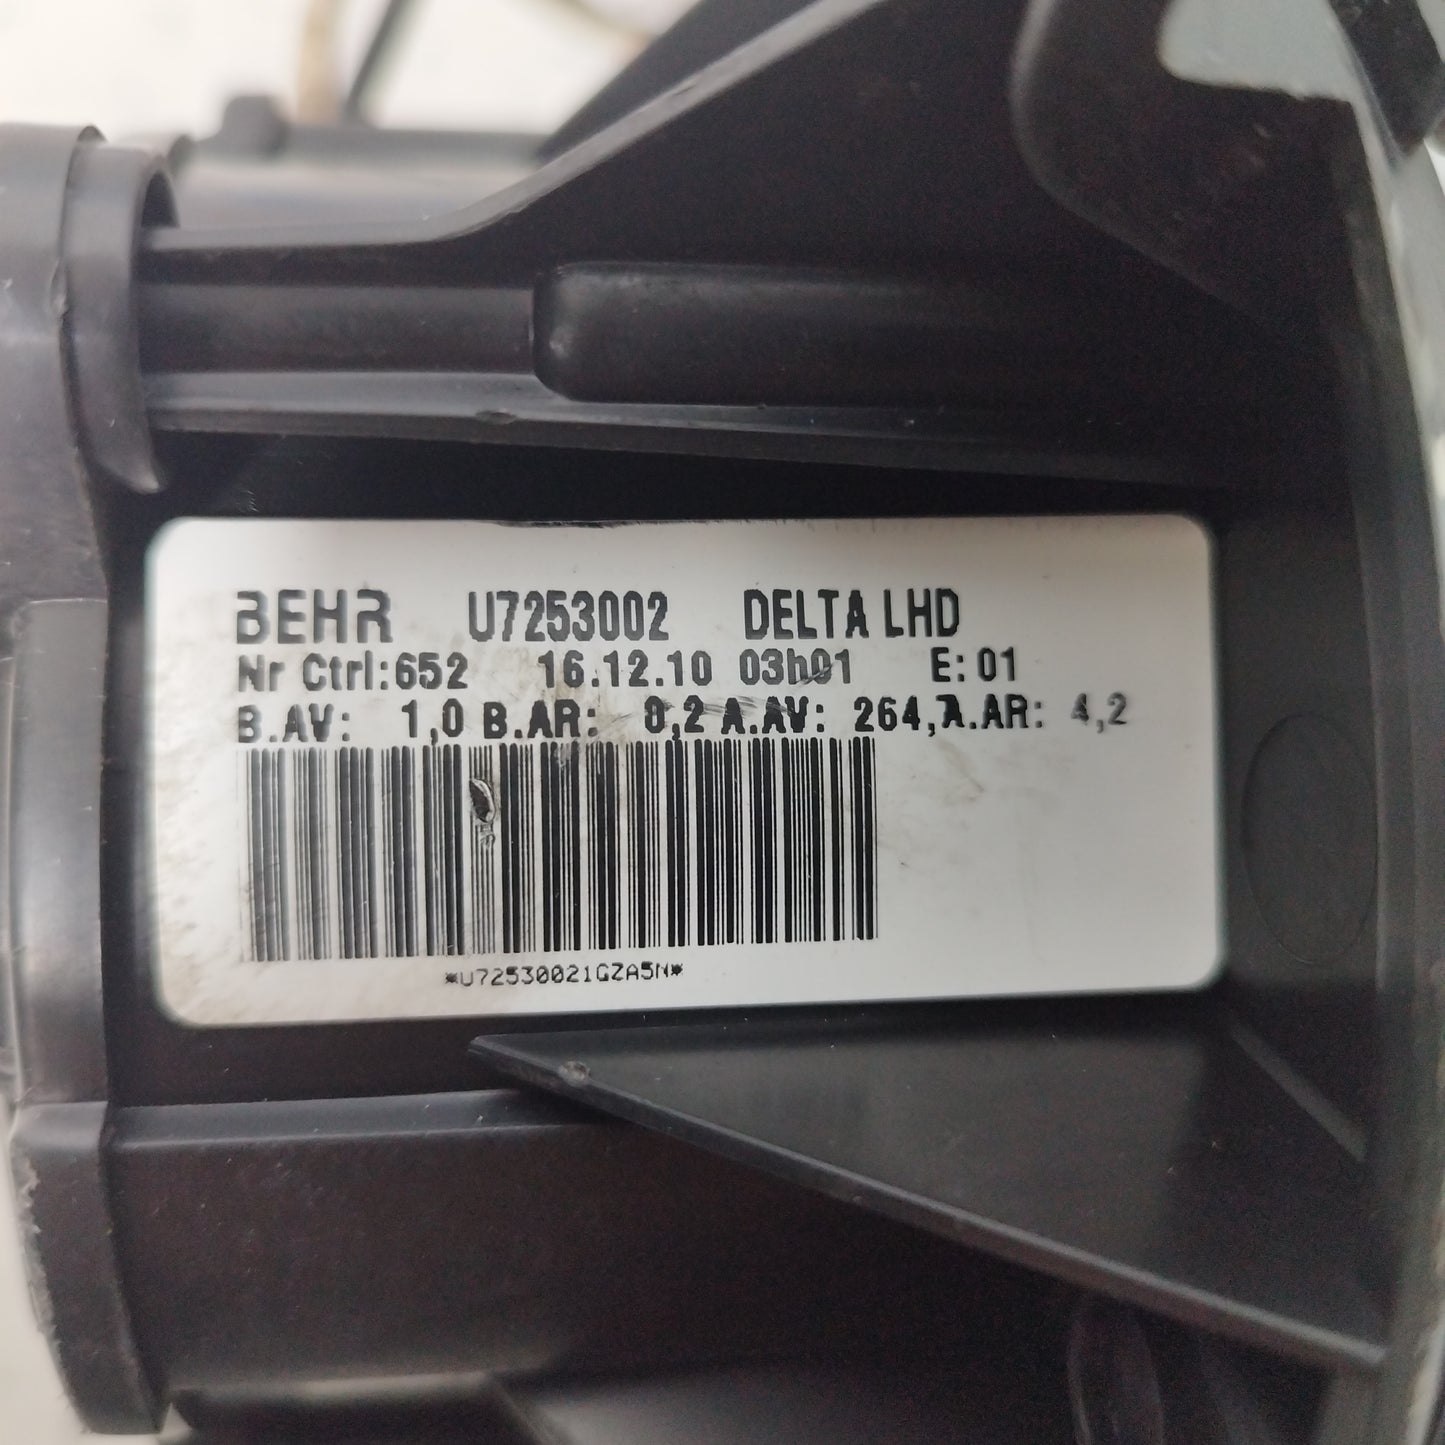 BEHR U7253002 DELTA LHD
Nr Ctrl:652 16.12.10 03h01 E: 01
B.AV: 1,0 B.AR: 0,2 A.AV: 264, A.AR: 4,2
*U72530021GZA5N*